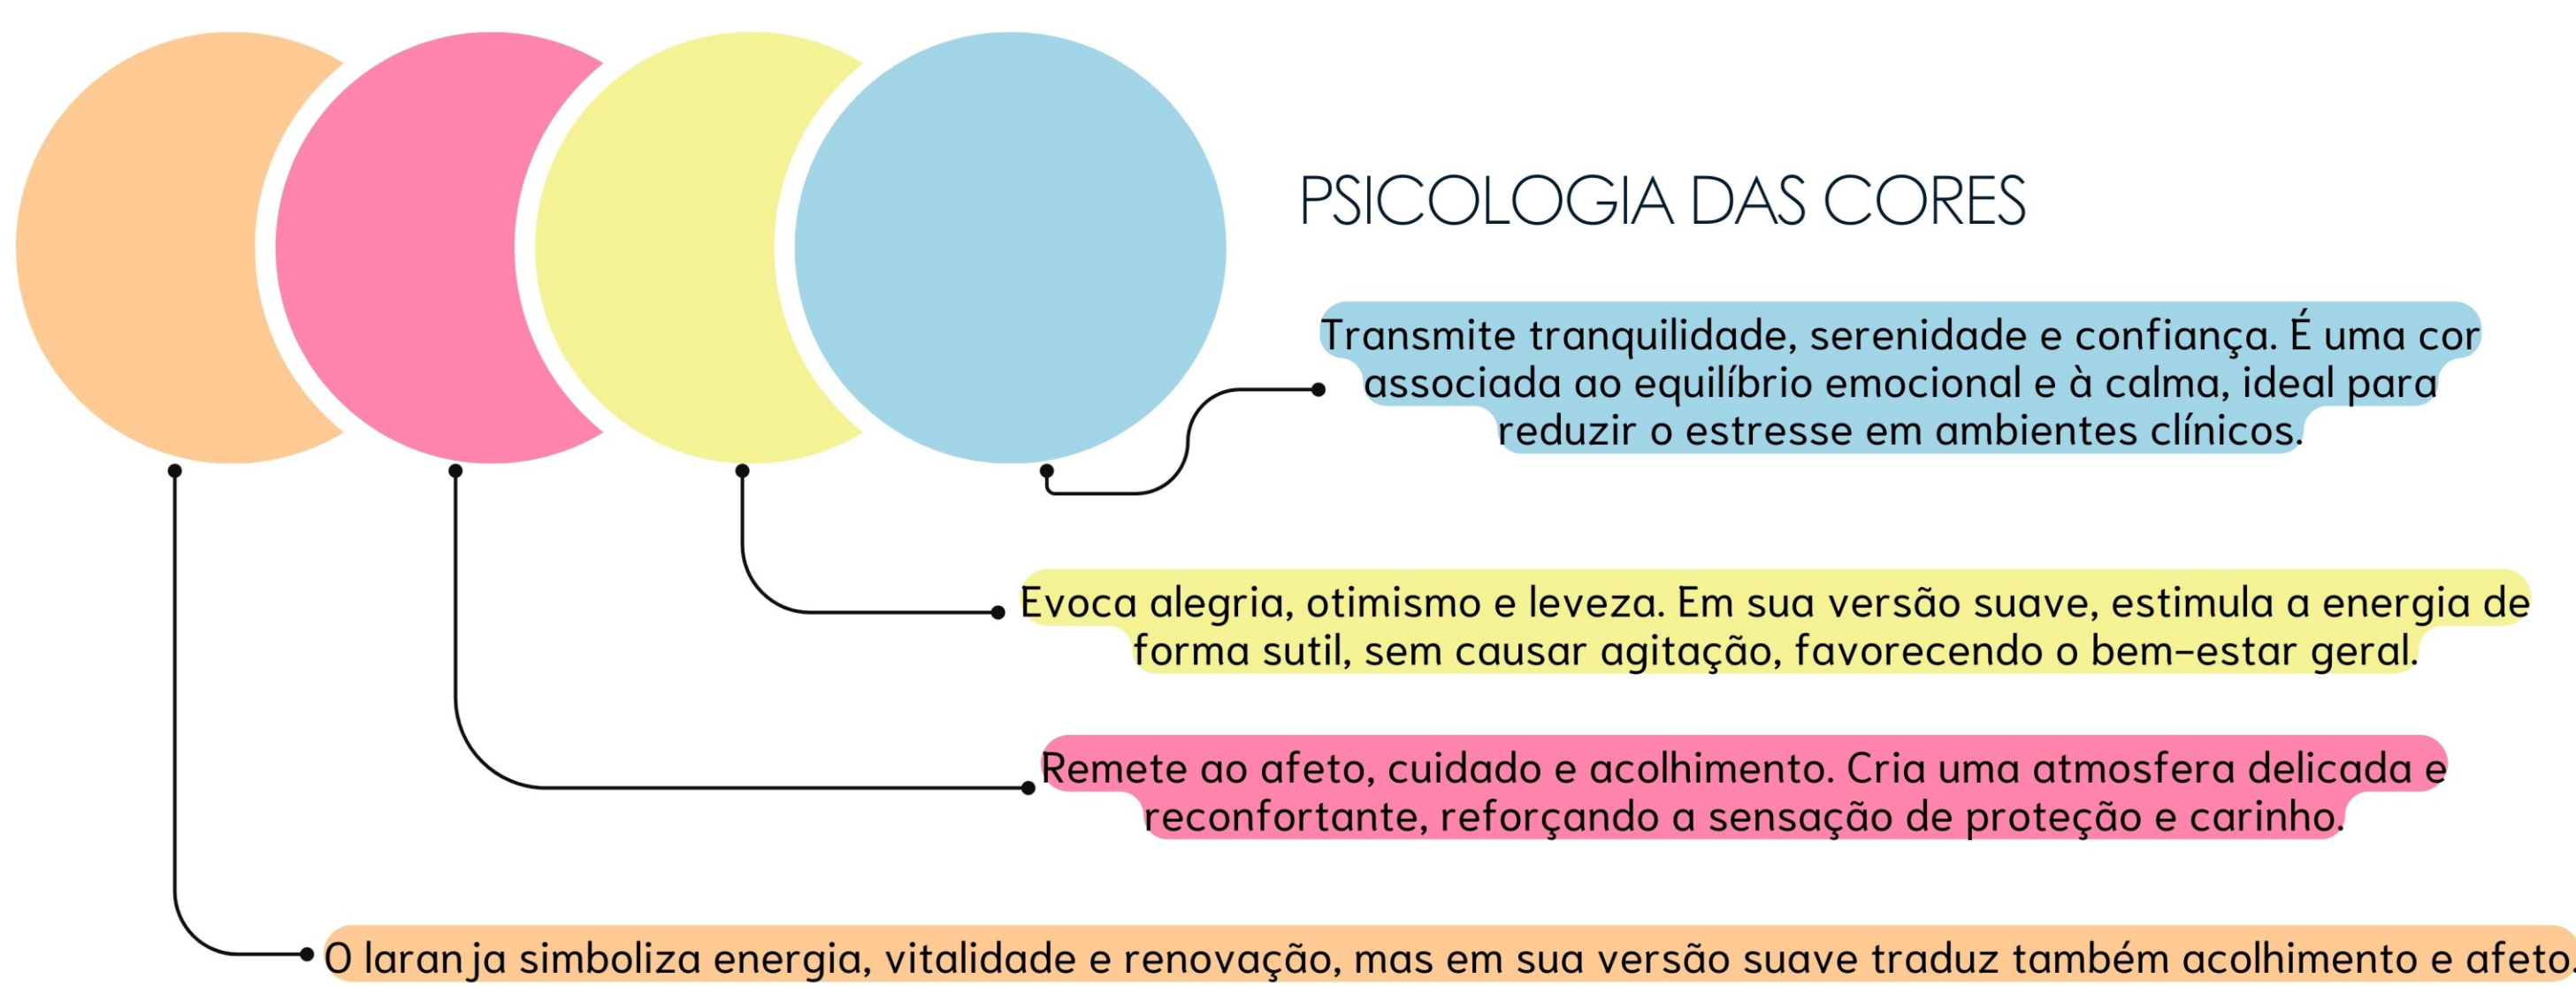 PSICOLOGIA DAS CORES
Transmite tranquilidade, serenidade e confiança. É uma cor
associada ao equilíbrio emocional e à calma, ideal para
reduzir o estresse em ambientes clínicos.
Evoca alegria, otimismo e leveza. Em sua versão suave, estimula a energia de
forma sutil, sem causar agitação, favorecendo o bem-estar geral.
Remete ao afeto, cuidado e acolhimento. Cria uma atmosfera delicada e
reconfortante, reforçando a sensação de proteção e carinho.
O laranja simboliza energia, vitalidade e renovação, mas em sua versão suave traduz também acolhimento e afeto.